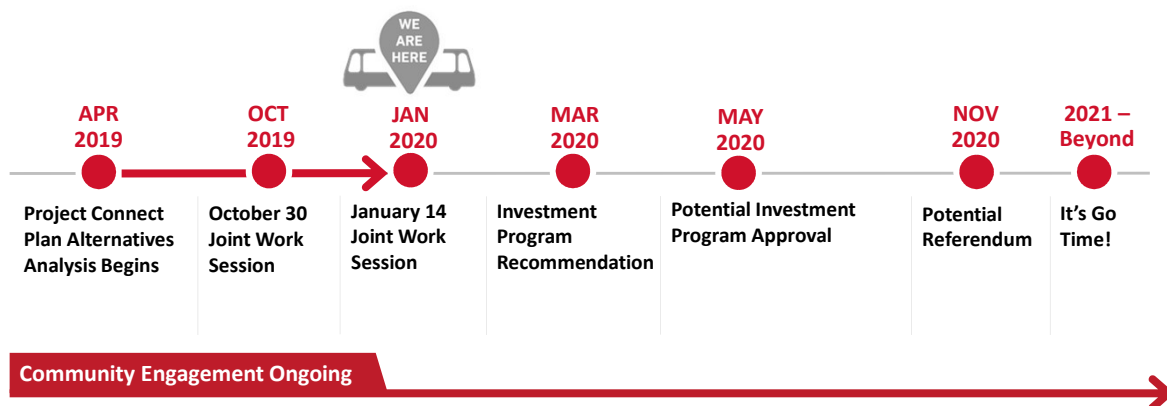 WE
ARE
HERE
APR
2019
OCT
2019
JAN
2020
MAR
2020
MAY
2020
NOV
2020
2021 –
Beyond
Project Connect
Plan Alternatives
Analysis Begins
October 30
Joint Work
Session
January 14
Joint Work
Session
Investment
Program
Recommendation
Potential Investment
Program Approval
Potential
Referendum
It's Go
Time!
Community Engagement Ongoing